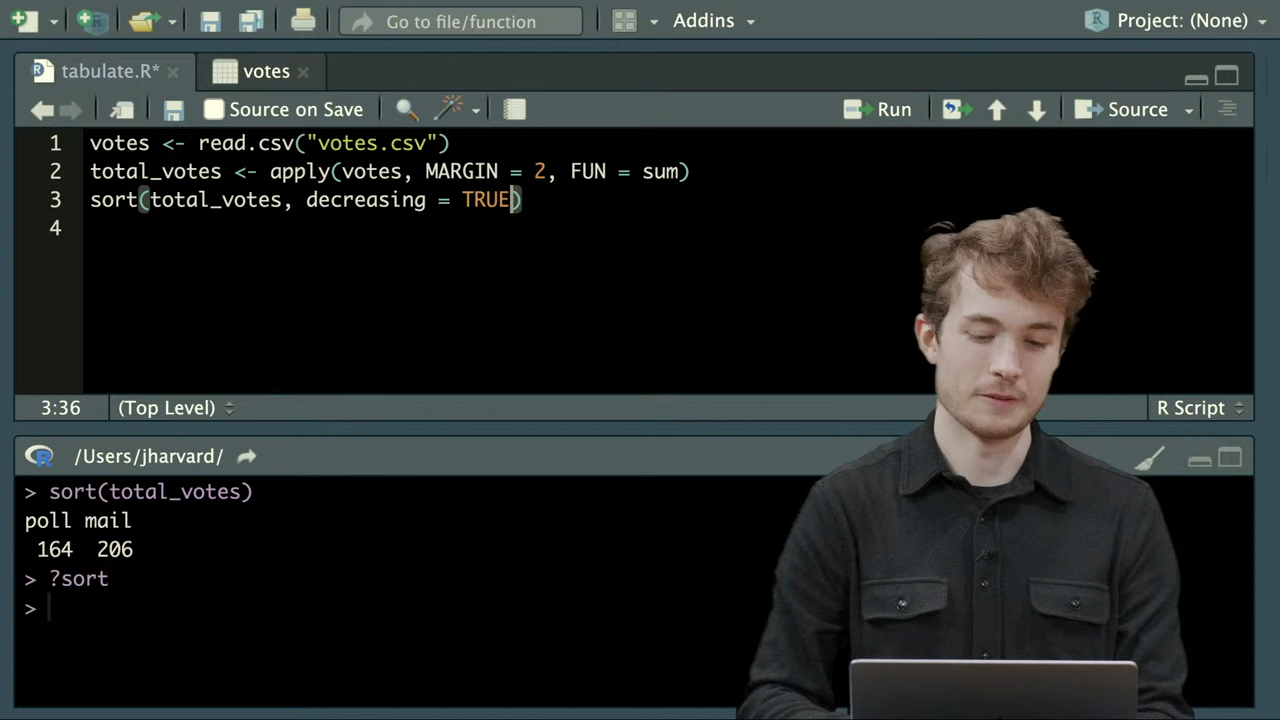 Go to file/function
Addins
Project: (None)
tabulate.R*
votes
Source on Save
Run
Source
1 votes <- read.csv("votes.csv")
2 total_votes <- apply(votes, MARGIN = 2, FUN = sum)
3 sort(total_votes, decreasing = TRUE)
4
3:36
(Top Level)
R Script
/Users/jharvard/
> sort(total_votes)
poll mail
164 206
> ?sort
>